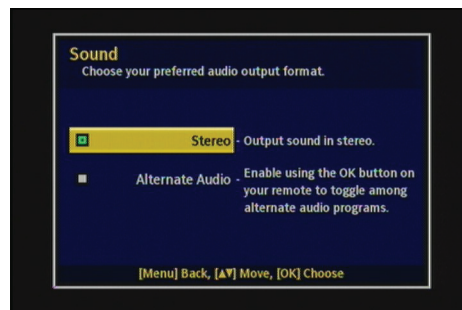 Sound
Choose your preferred audio output format.
Stereo - Output sound in stereo.
Alternate Audio - Enable using the OK button on
your remote to toggle among
alternate audio programs.
[Menu] Back, [▲▼] Move, [OK] Choose